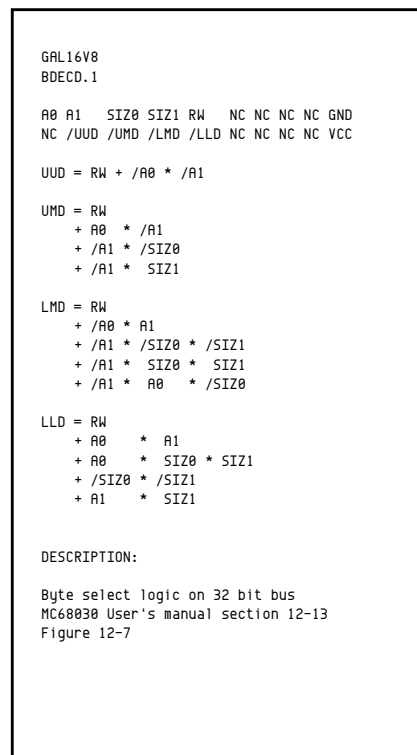 GAL16V8
BDECD.1
A0 A1 SIZ0 SIZ1 RW NC NC NC NC GND
NC /UUD /UMD /LMD /LLD NC NC NC NC VCC
UUD = RW + /A0 * /A1
UMD = RW
+ A0 * /A1
+ /A1 * /SIZ0
+ /A1 * SIZ1
LMD = RW
+ /A0 * A1
+ /A1 * /SIZ0 * /SIZ1
+ /A1 * SIZ0 * SIZ1
+ /A1 * A0 * /SIZ0
LLD = RW
+ A0 * A1
+ A0 * SIZ0 * SIZ1
+ /SIZ0 * /SIZ1
+ A1 * SIZ1
DESCRIPTION:
Byte select logic on 32 bit bus
MC68030 User's manual section 12-13
Figure 12-7